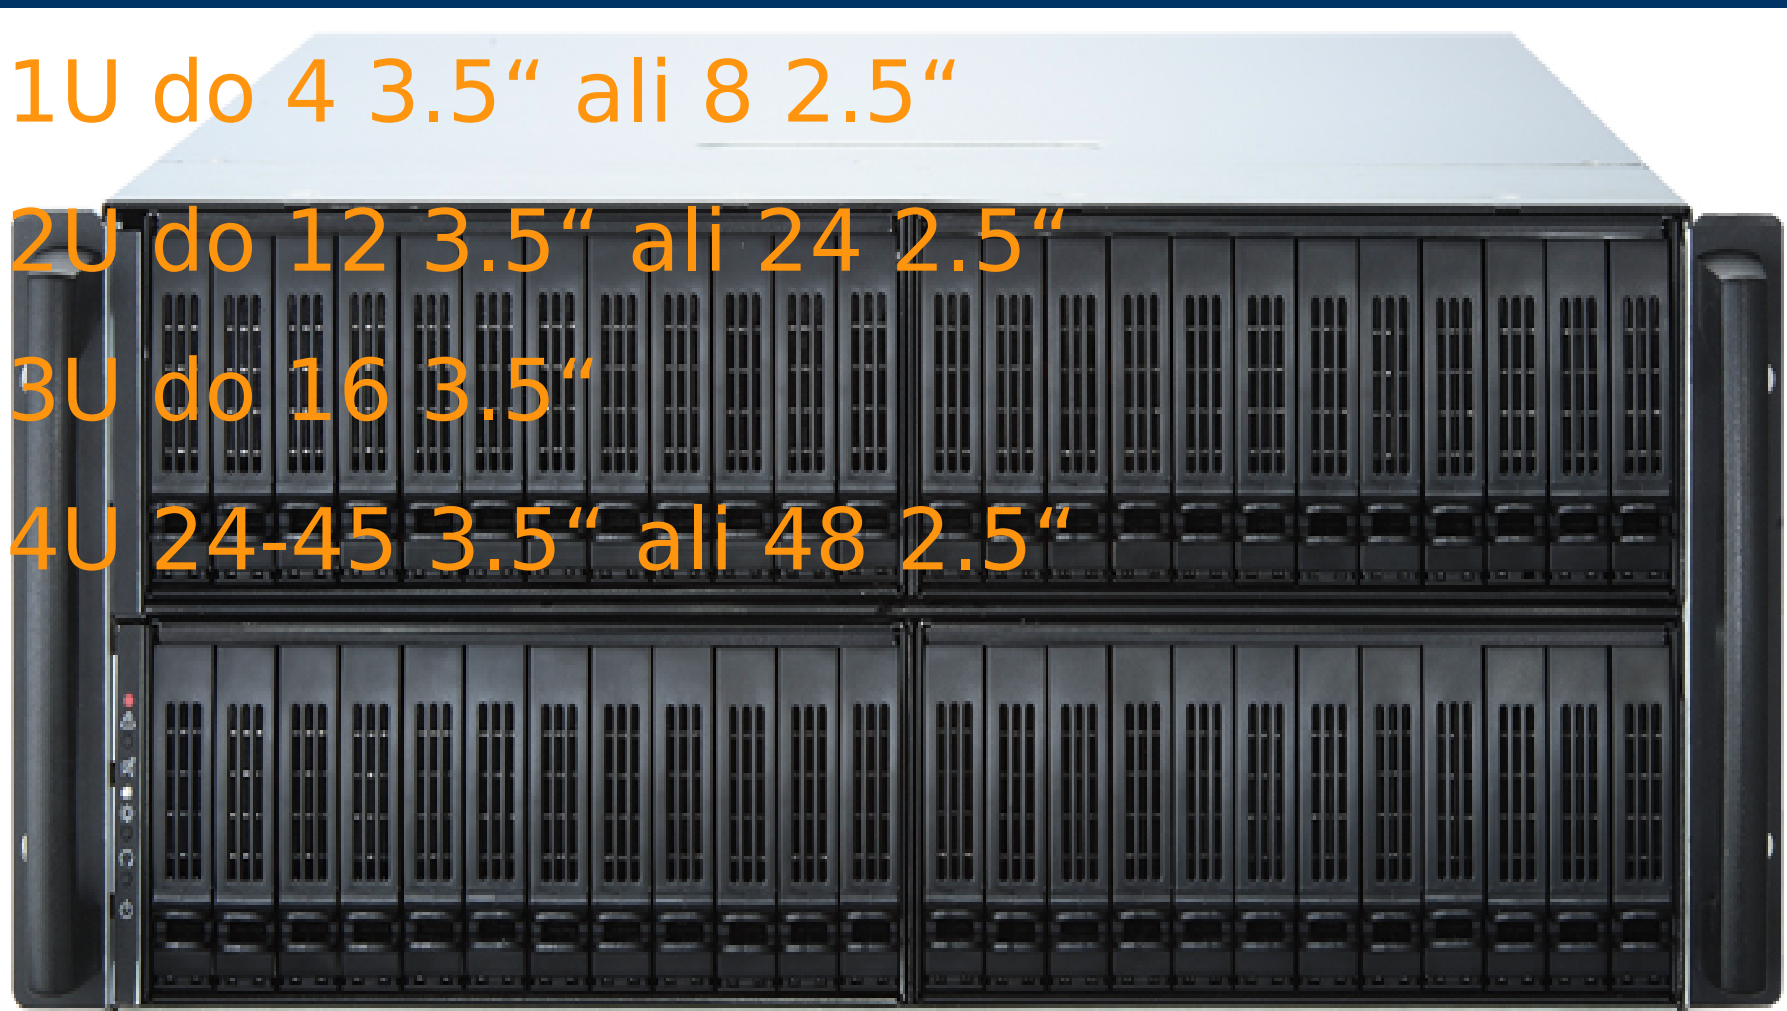 1U do 4 3.5“ ali 8 2.5“
2U do 12 3.5“ ali 24 2.5“
3U do 16 3.5“
4U 24-45 3.5“ ali 48 2.5“